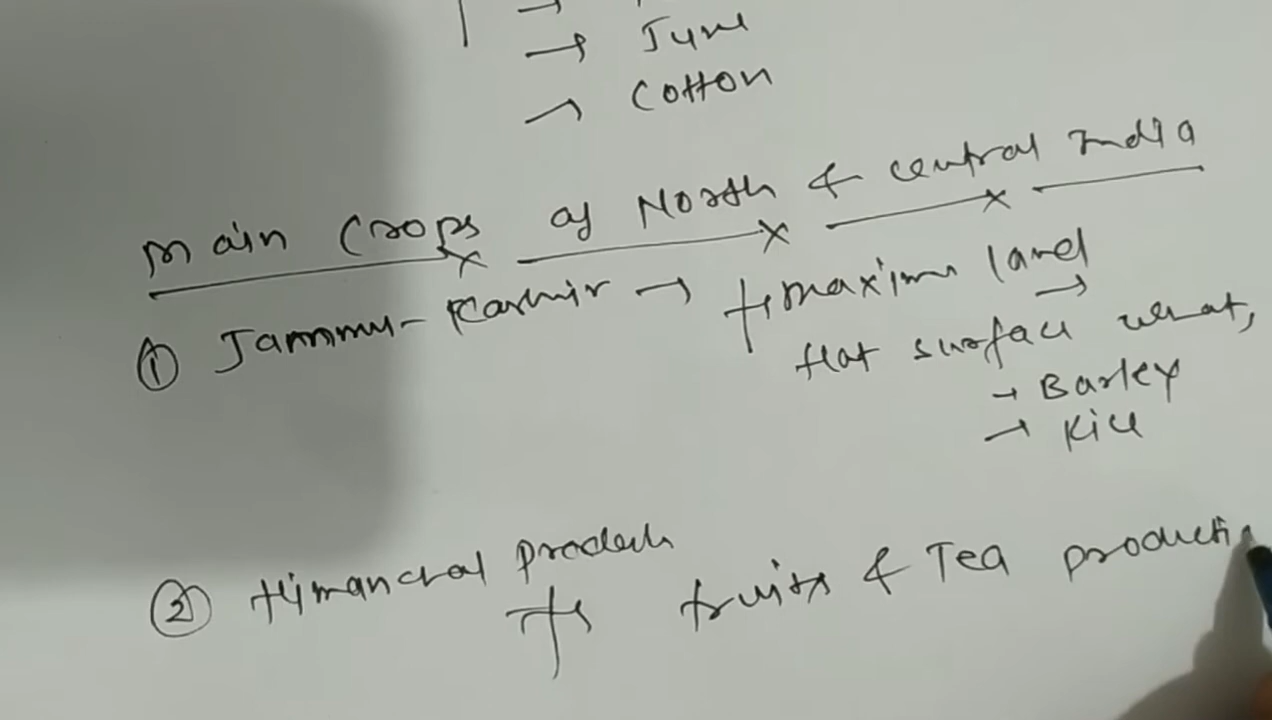 → Jute
→ Cotton
Main Crops of North & central India
① Jammu-Kashmir → maximum land →
flat surface wheat,
→ Barley
→ Rice
② Himanchal pradesh
fruits & Tea producti